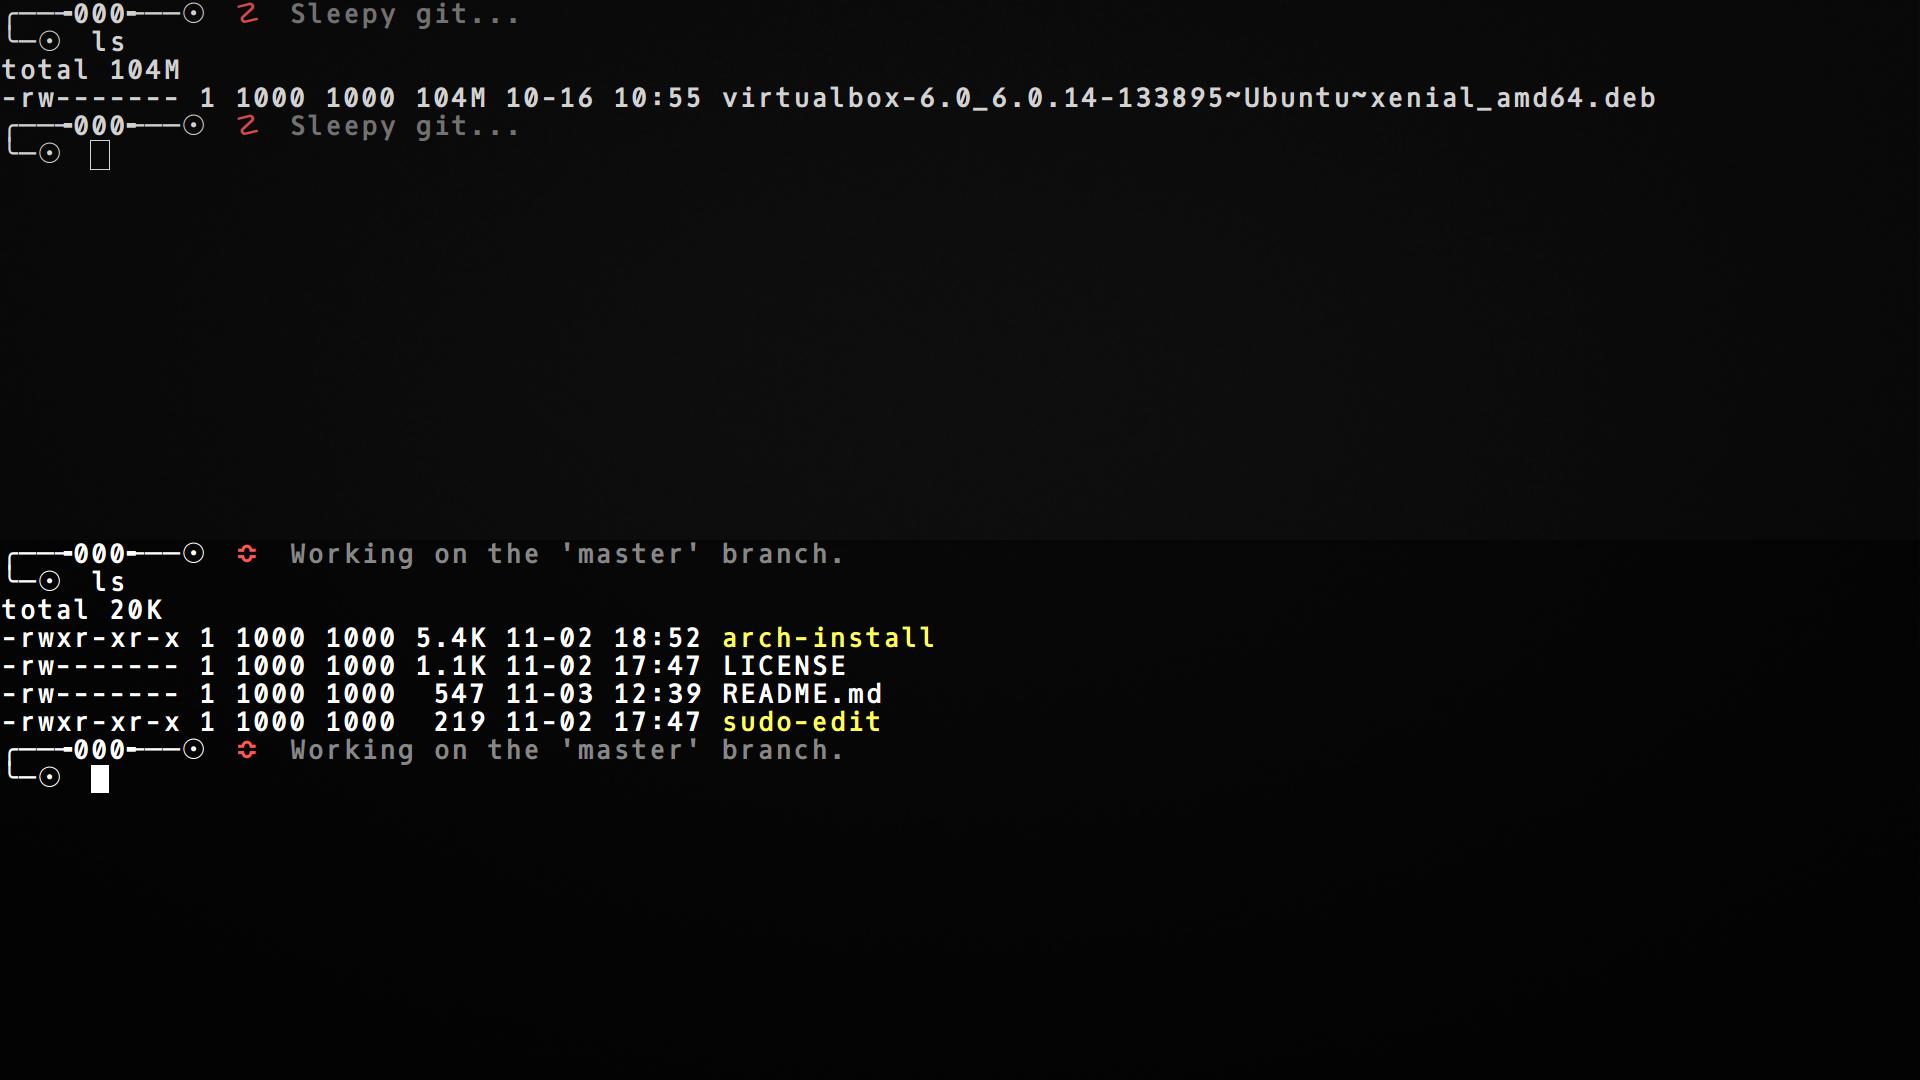 ╭───╼000╾───☉  ☡  Sleepy git...
╰─☉  ls
total 104M
-rw------- 1 1000 1000 104M 10-16 10:55 virtualbox-6.0_6.0.14-133895~Ubuntu~xenial_amd64.deb
╭───╼000╾───☉  ☡  Sleepy git...
╰─☉
╭───╼000╾───☉  ≎  Working on the 'master' branch.
╰─☉  ls
total 20K
-rwxr-xr-x 1 1000 1000 5.4K 11-02 18:52 arch-install
-rw------- 1 1000 1000 1.1K 11-02 17:47 LICENSE
-rw------- 1 1000 1000  547 11-03 12:39 README.md
-rwxr-xr-x 1 1000 1000  219 11-02 17:47 sudo-edit
╭───╼000╾───☉  ≎  Working on the 'master' branch.
╰─☉